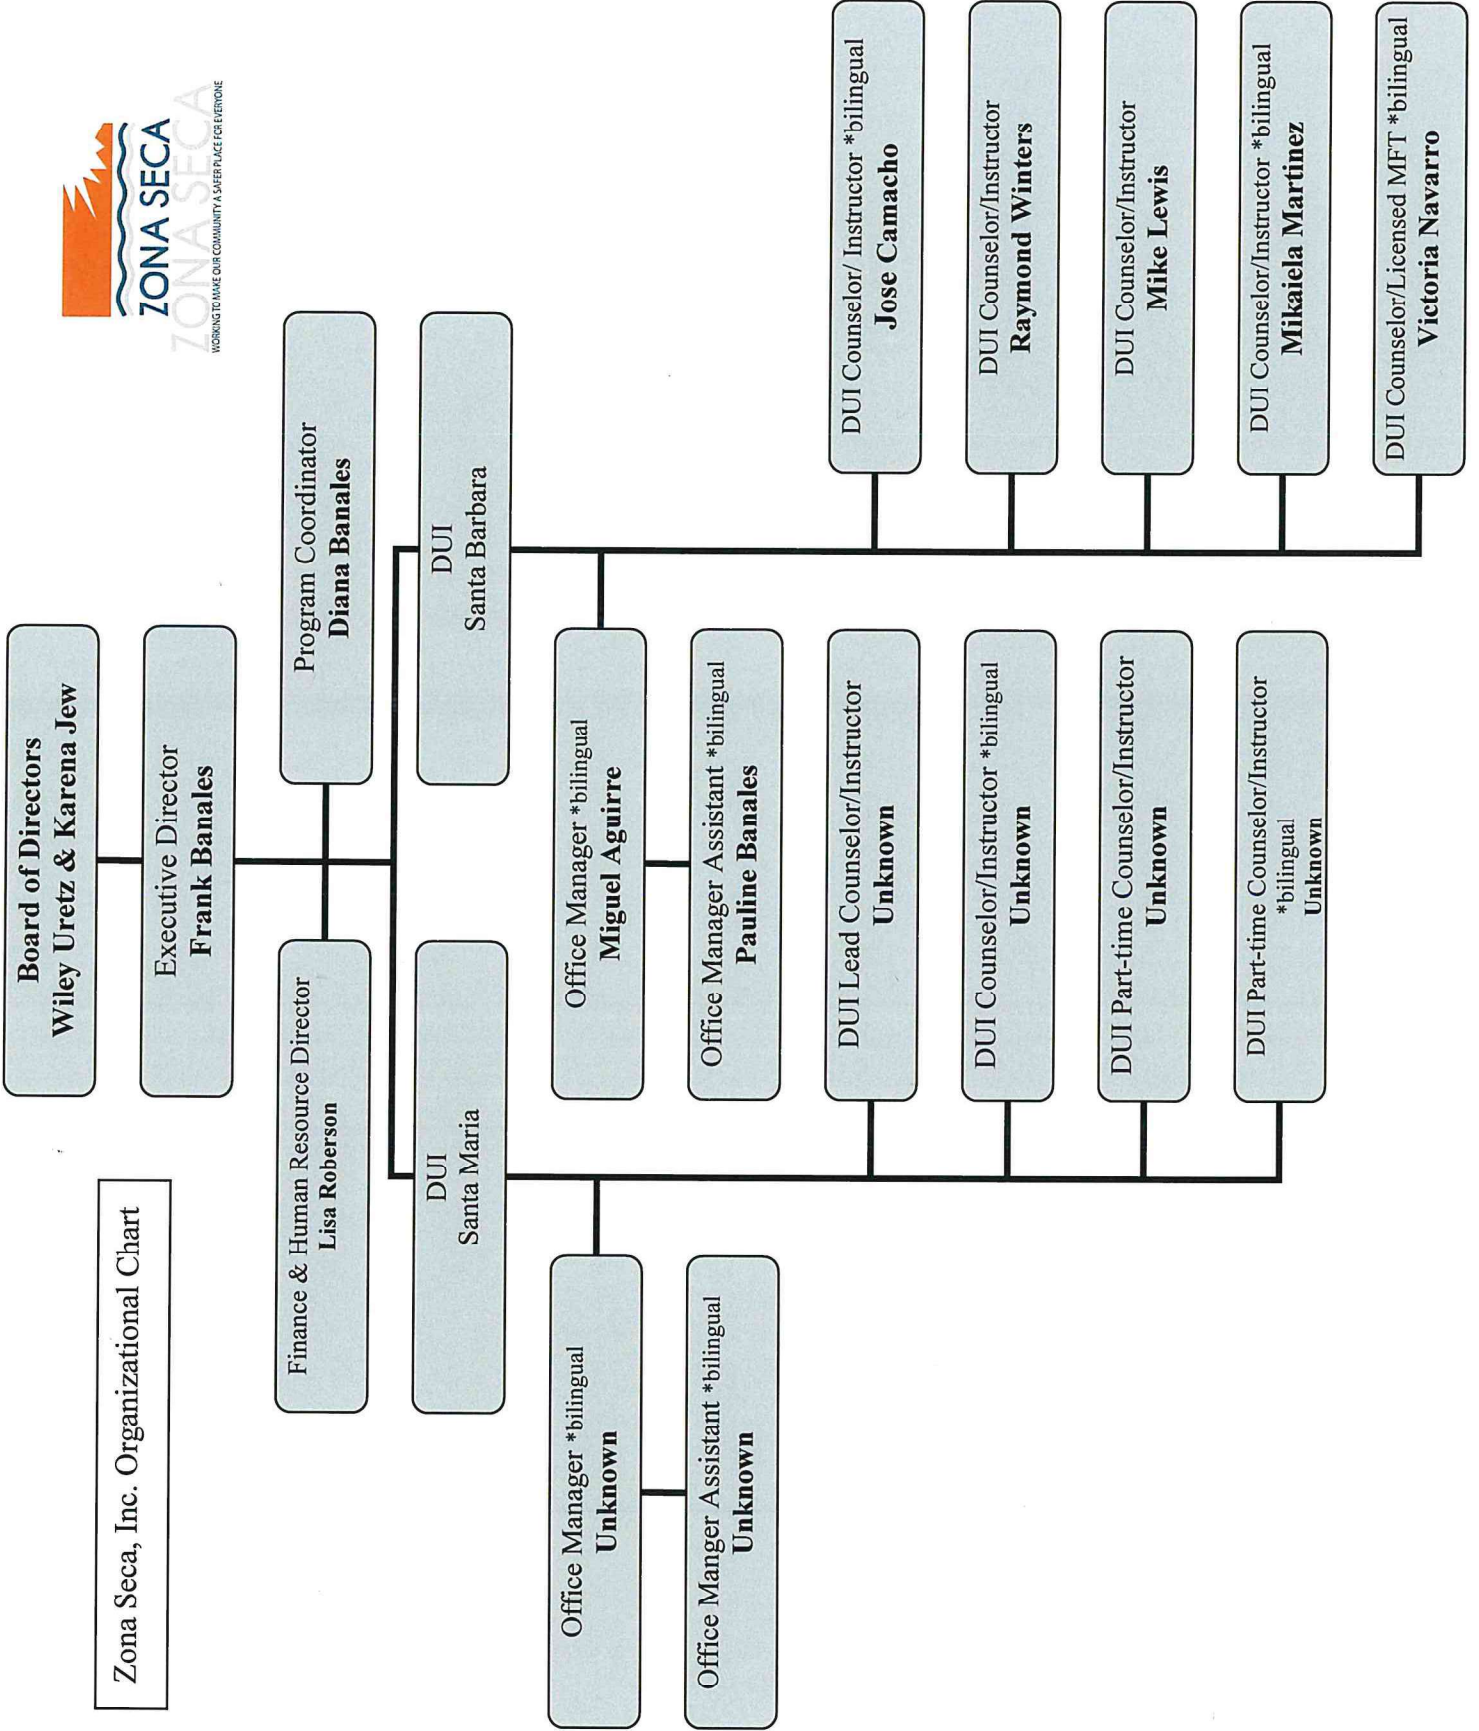 Zona Seca, Inc. Organizational Chart
ZONA SECA
ZONA SECA
WORKING TO MAKE OUR COMMUNITY A SAFER PLACE FOR EVERYONE
Board of Directors
Wiley Uretz & Karena Jew
Executive Director
Frank Banales
Finance & Human Resource Director
Lisa Roberson
Program Coordinator
Diana Banales
DUI
Santa Maria
DUI
Santa Barbara
Office Manager *bilingual
Unknown
Office Manger Assistant *bilingual
Unknown
Office Manager *bilingual
Miguel Aguirre
Office Manager Assistant *bilingual
Pauline Banales
DUI Lead Counselor/Instructor
Unknown
DUI Counselor/Instructor *bilingual
Unknown
DUI Part-time Counselor/Instructor
Unknown
DUI Part-time Counselor/Instructor
*bilingual
Unknown
DUI Counselor/ Instructor *bilingual
Jose Camacho
DUI Counselor/Instructor
Raymond Winters
DUI Counselor/Instructor
Mike Lewis
DUI Counselor/Instructor *bilingual
Mikaiela Martinez
DUI Counselor/Licensed MFT *bilingual
Victoria Navarro